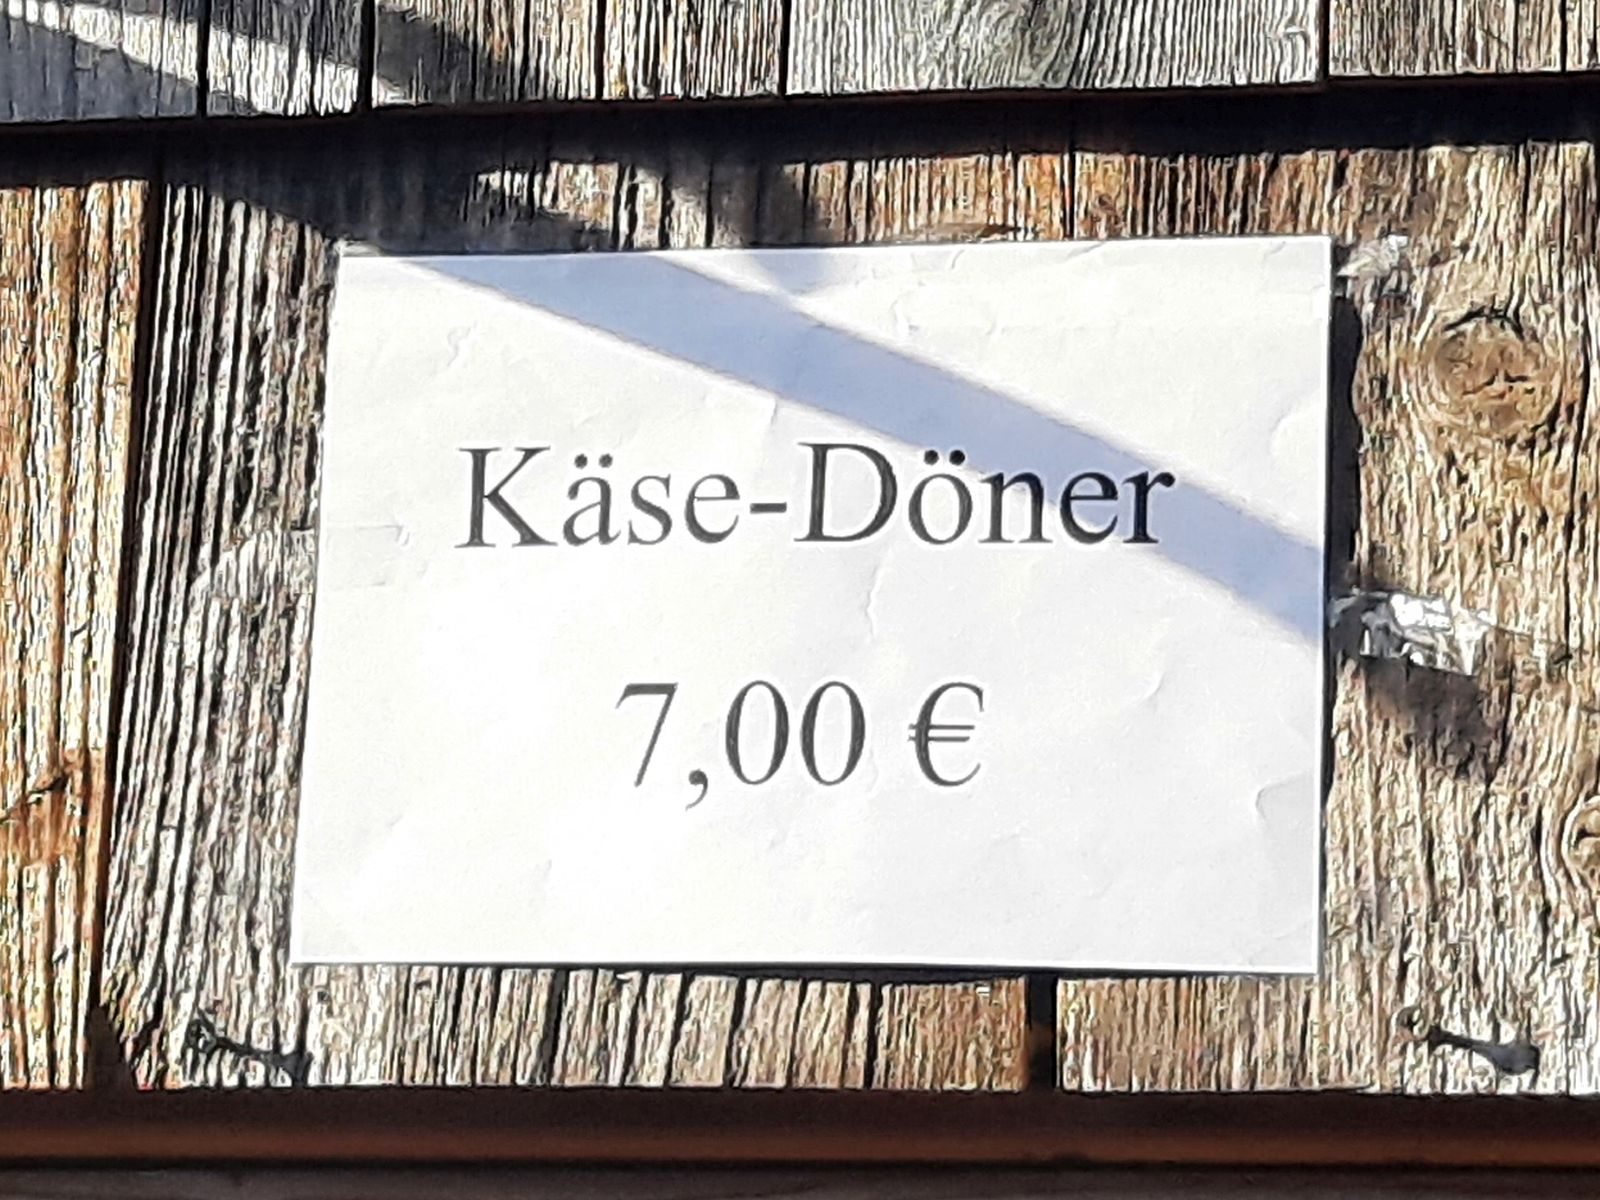 Käse-Döner
7,00 €